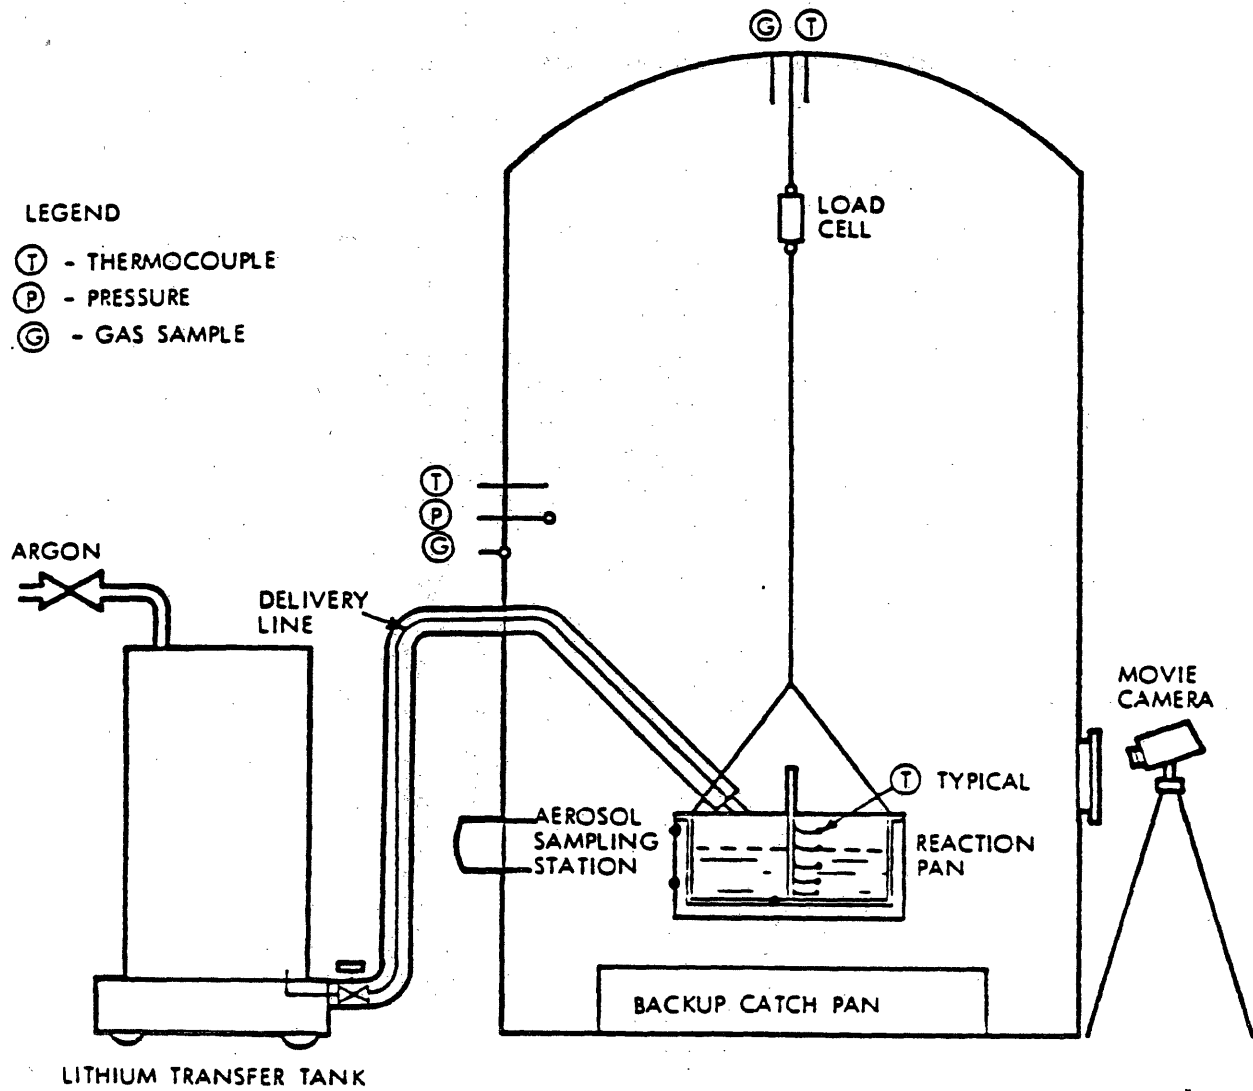 G T
LOAD
CELL
LEGEND
T - THERMOCOUPLE
P - PRESSURE
G - GAS SAMPLE
T
P
G
ARGON
DELIVERY
LINE
MOVIE
CAMERA
T TYPICAL
AEROSOL
SAMPLING
STATION
REACTION
PAN
BACKUP CATCH PAN
LITHIUM TRANSFER TANK